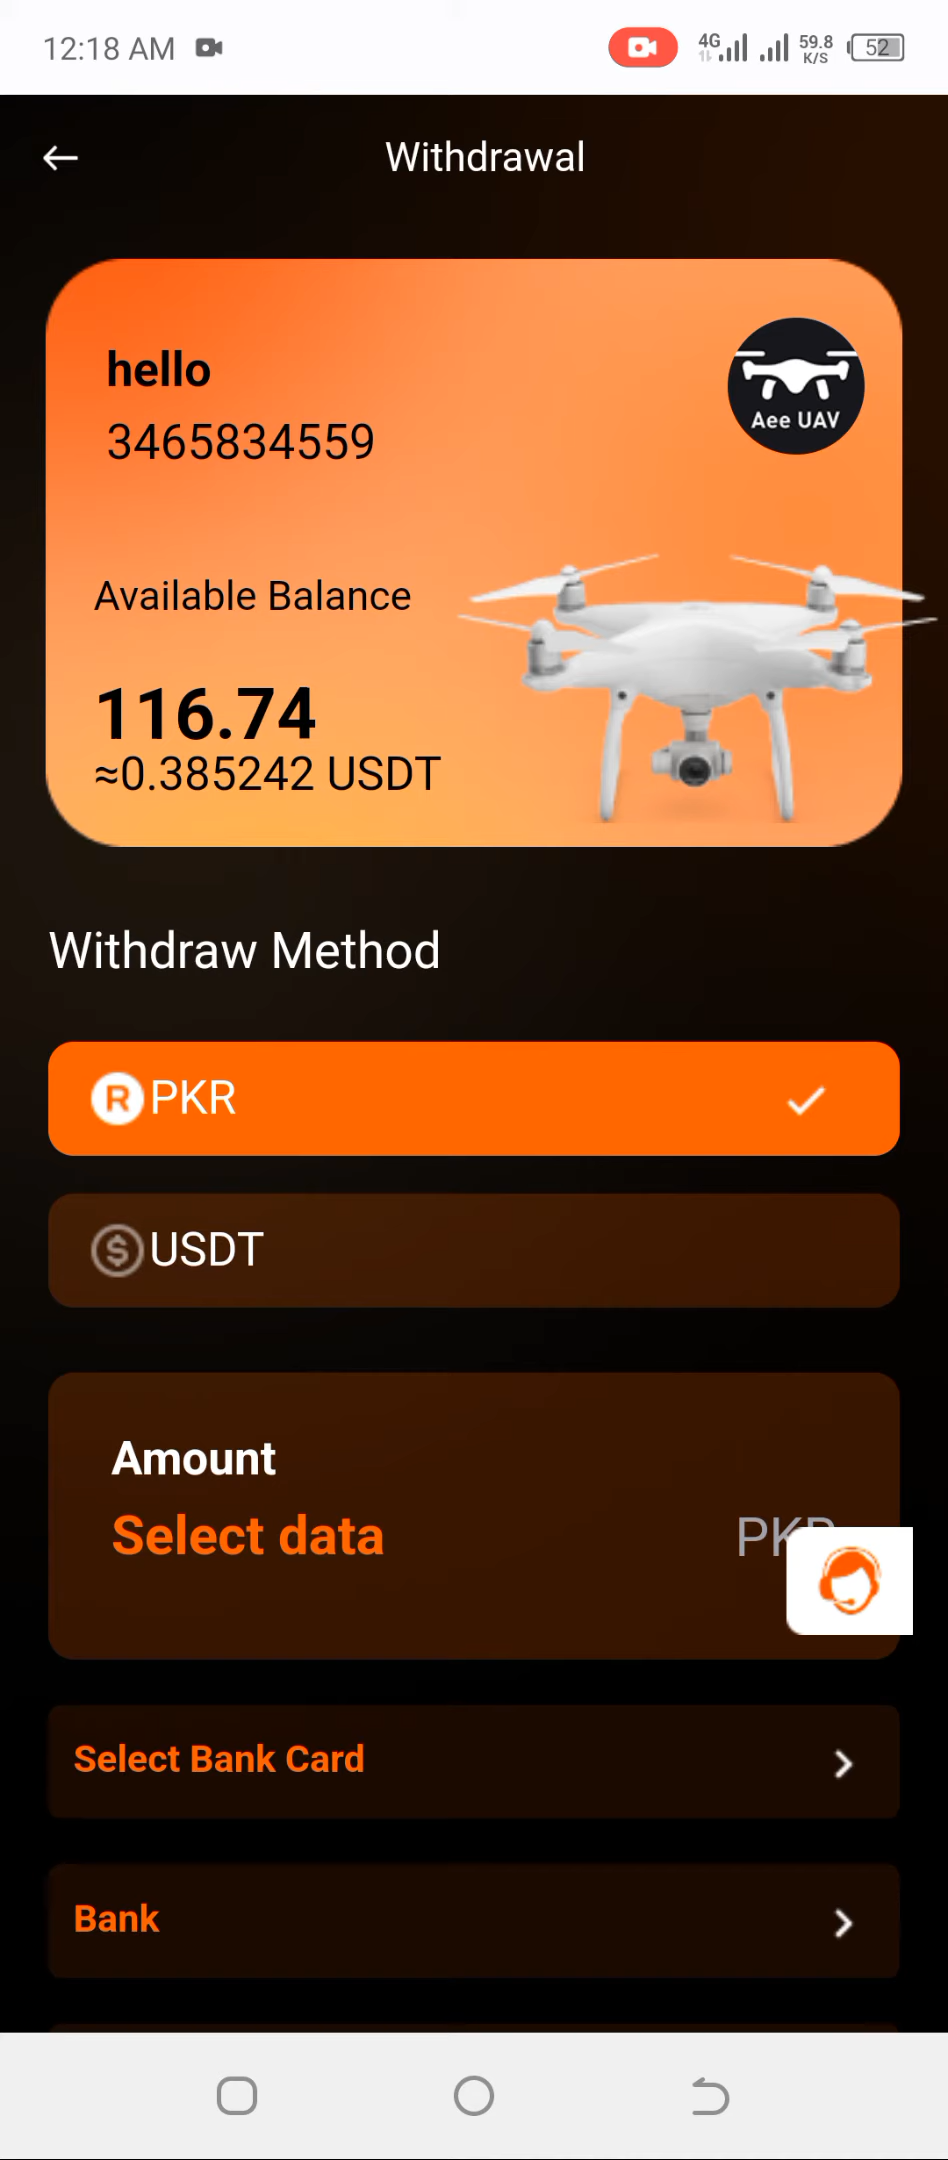 12:18 AM
4G
59.8
K/S
52
Withdrawal
hello
3465834559
Aee UAV
Available Balance
116.74
≈0.385242 USDT
Withdraw Method
R PKR
$ USDT
Amount
Select data
PKR
Select Bank Card
Bank